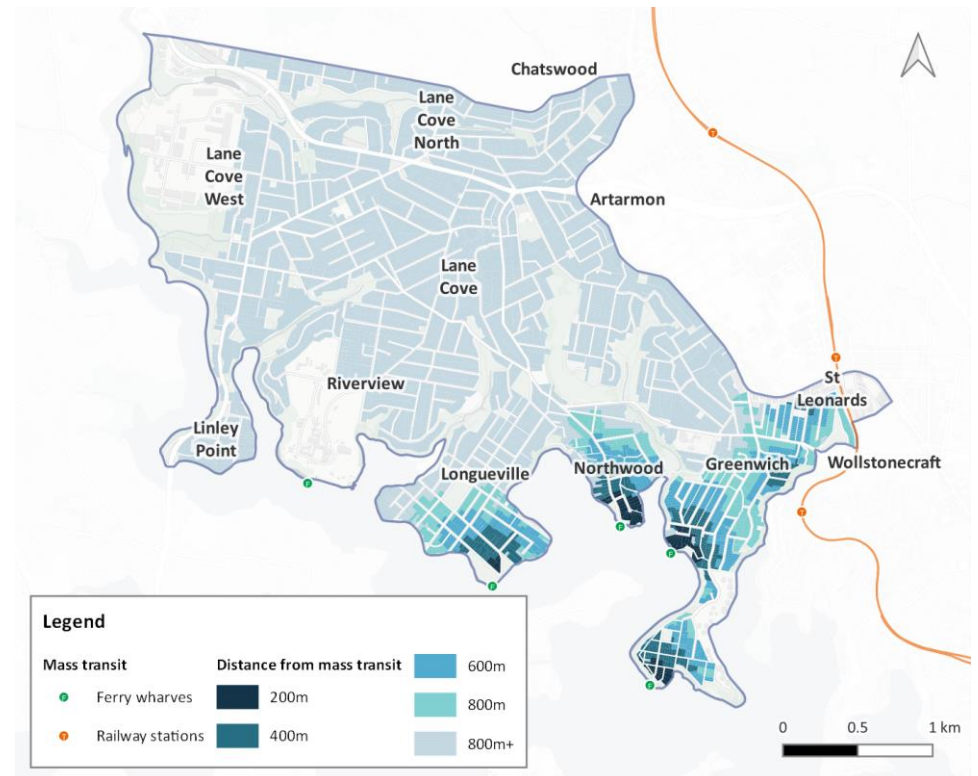 Chatswood
Lane
Cove
North
Lane
Cove
West
Artarmon
Lane
Cove
St
Leonards
Riverview
Linley
Point
Longueville
Northwood
Greenwich
Wollstonecraft
Legend
Mass transit
Distance from mass transit
F Ferry wharves
T Railway stations
200m
400m
600m
800m
800m+
0 0.5 1 km
T
T
T
F
F
F
F
F